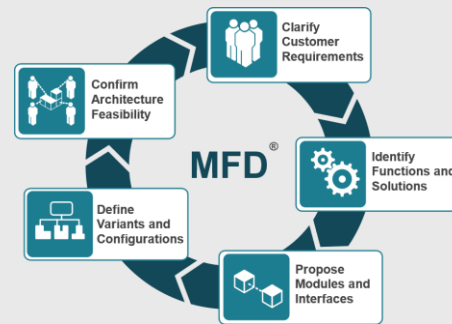 Clarify
Customer
Requirements
Confirm
Architecture
Feasibility
MFD®
Identify
Functions and
Solutions
Define
Variants and
Configurations
Propose
Modules and
Interfaces